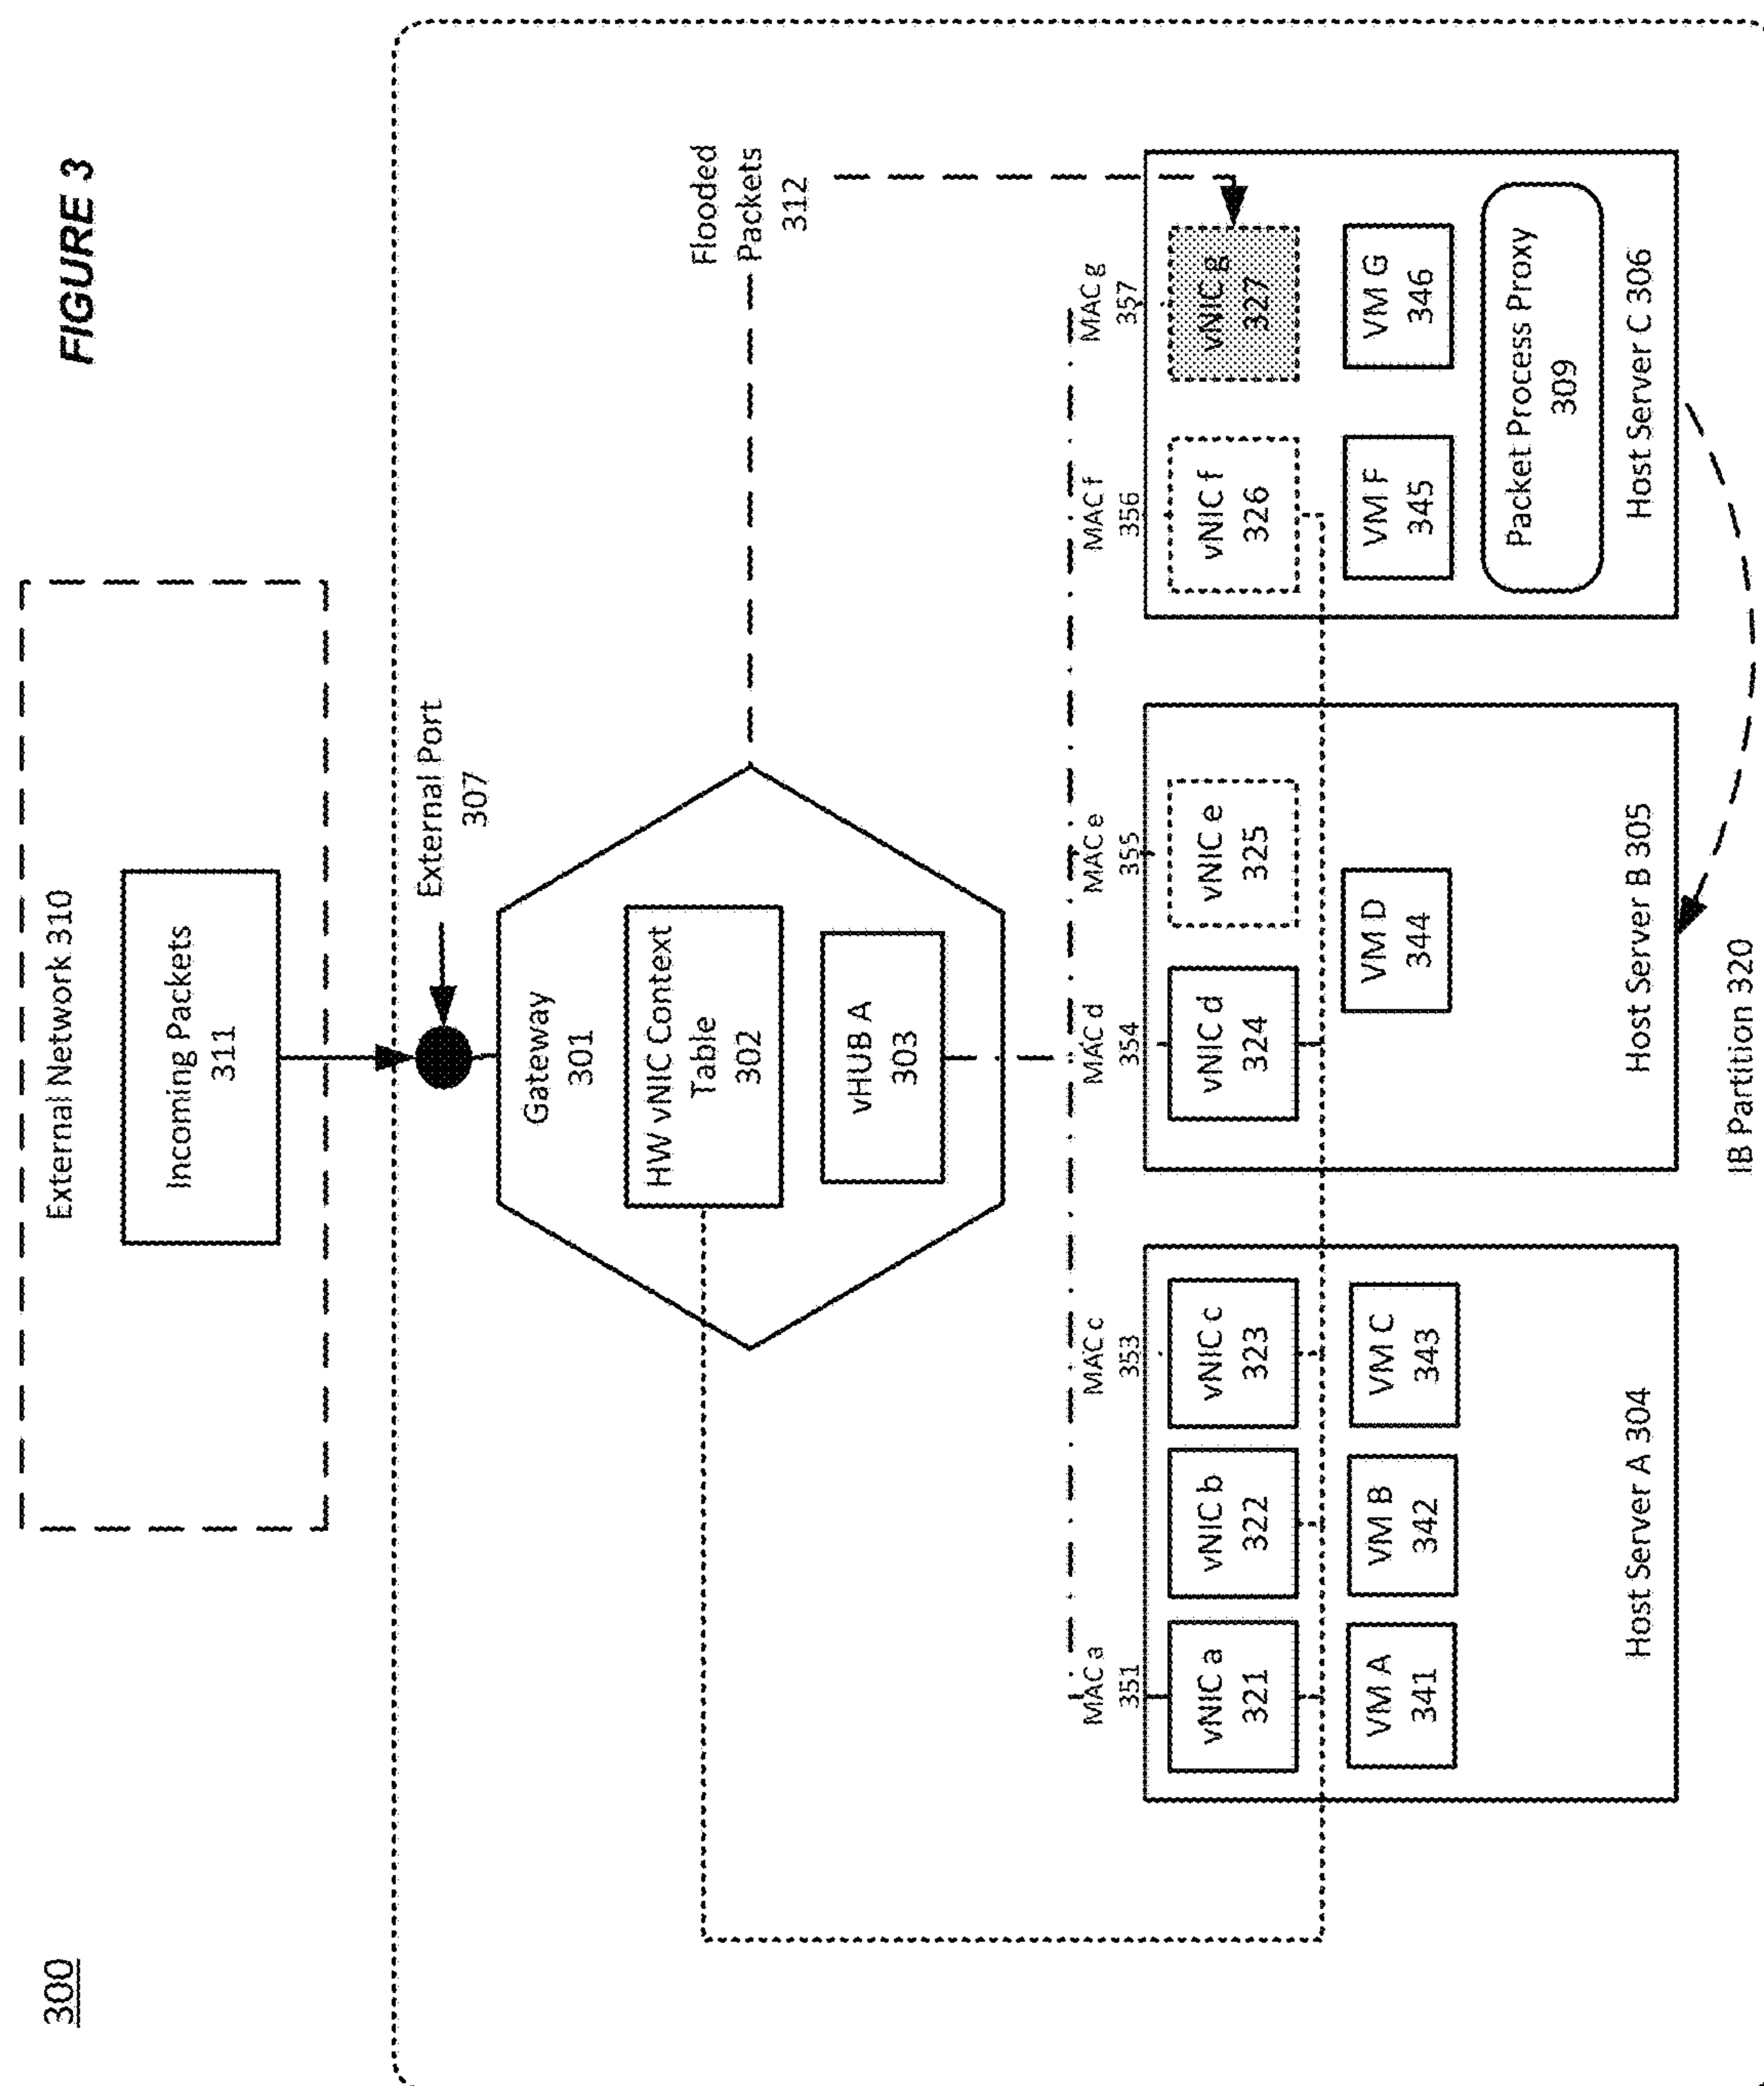 300
FIGURE 3
External Network 310
Incoming Packets
311
External Port
307
Gateway
301
HW vNIC Context
Table
302
vHUB A
303
Flooded
Packets
312
MAC a
351
MAC c
353
MAC d
354
MAC e
355
MAC f
356
MAC g
357
vNIC a
321
vNIC b
322
vNIC c
323
VM A
341
VM B
342
VM C
343
Host Server A 304
vNIC d
324
vNIC e
325
VM D
344
Host Server B 305
vNIC f
326
vNIC g
327
VM F
345
VM G
346
Packet Process Proxy
309
Host Server C 306
IB Partition 320